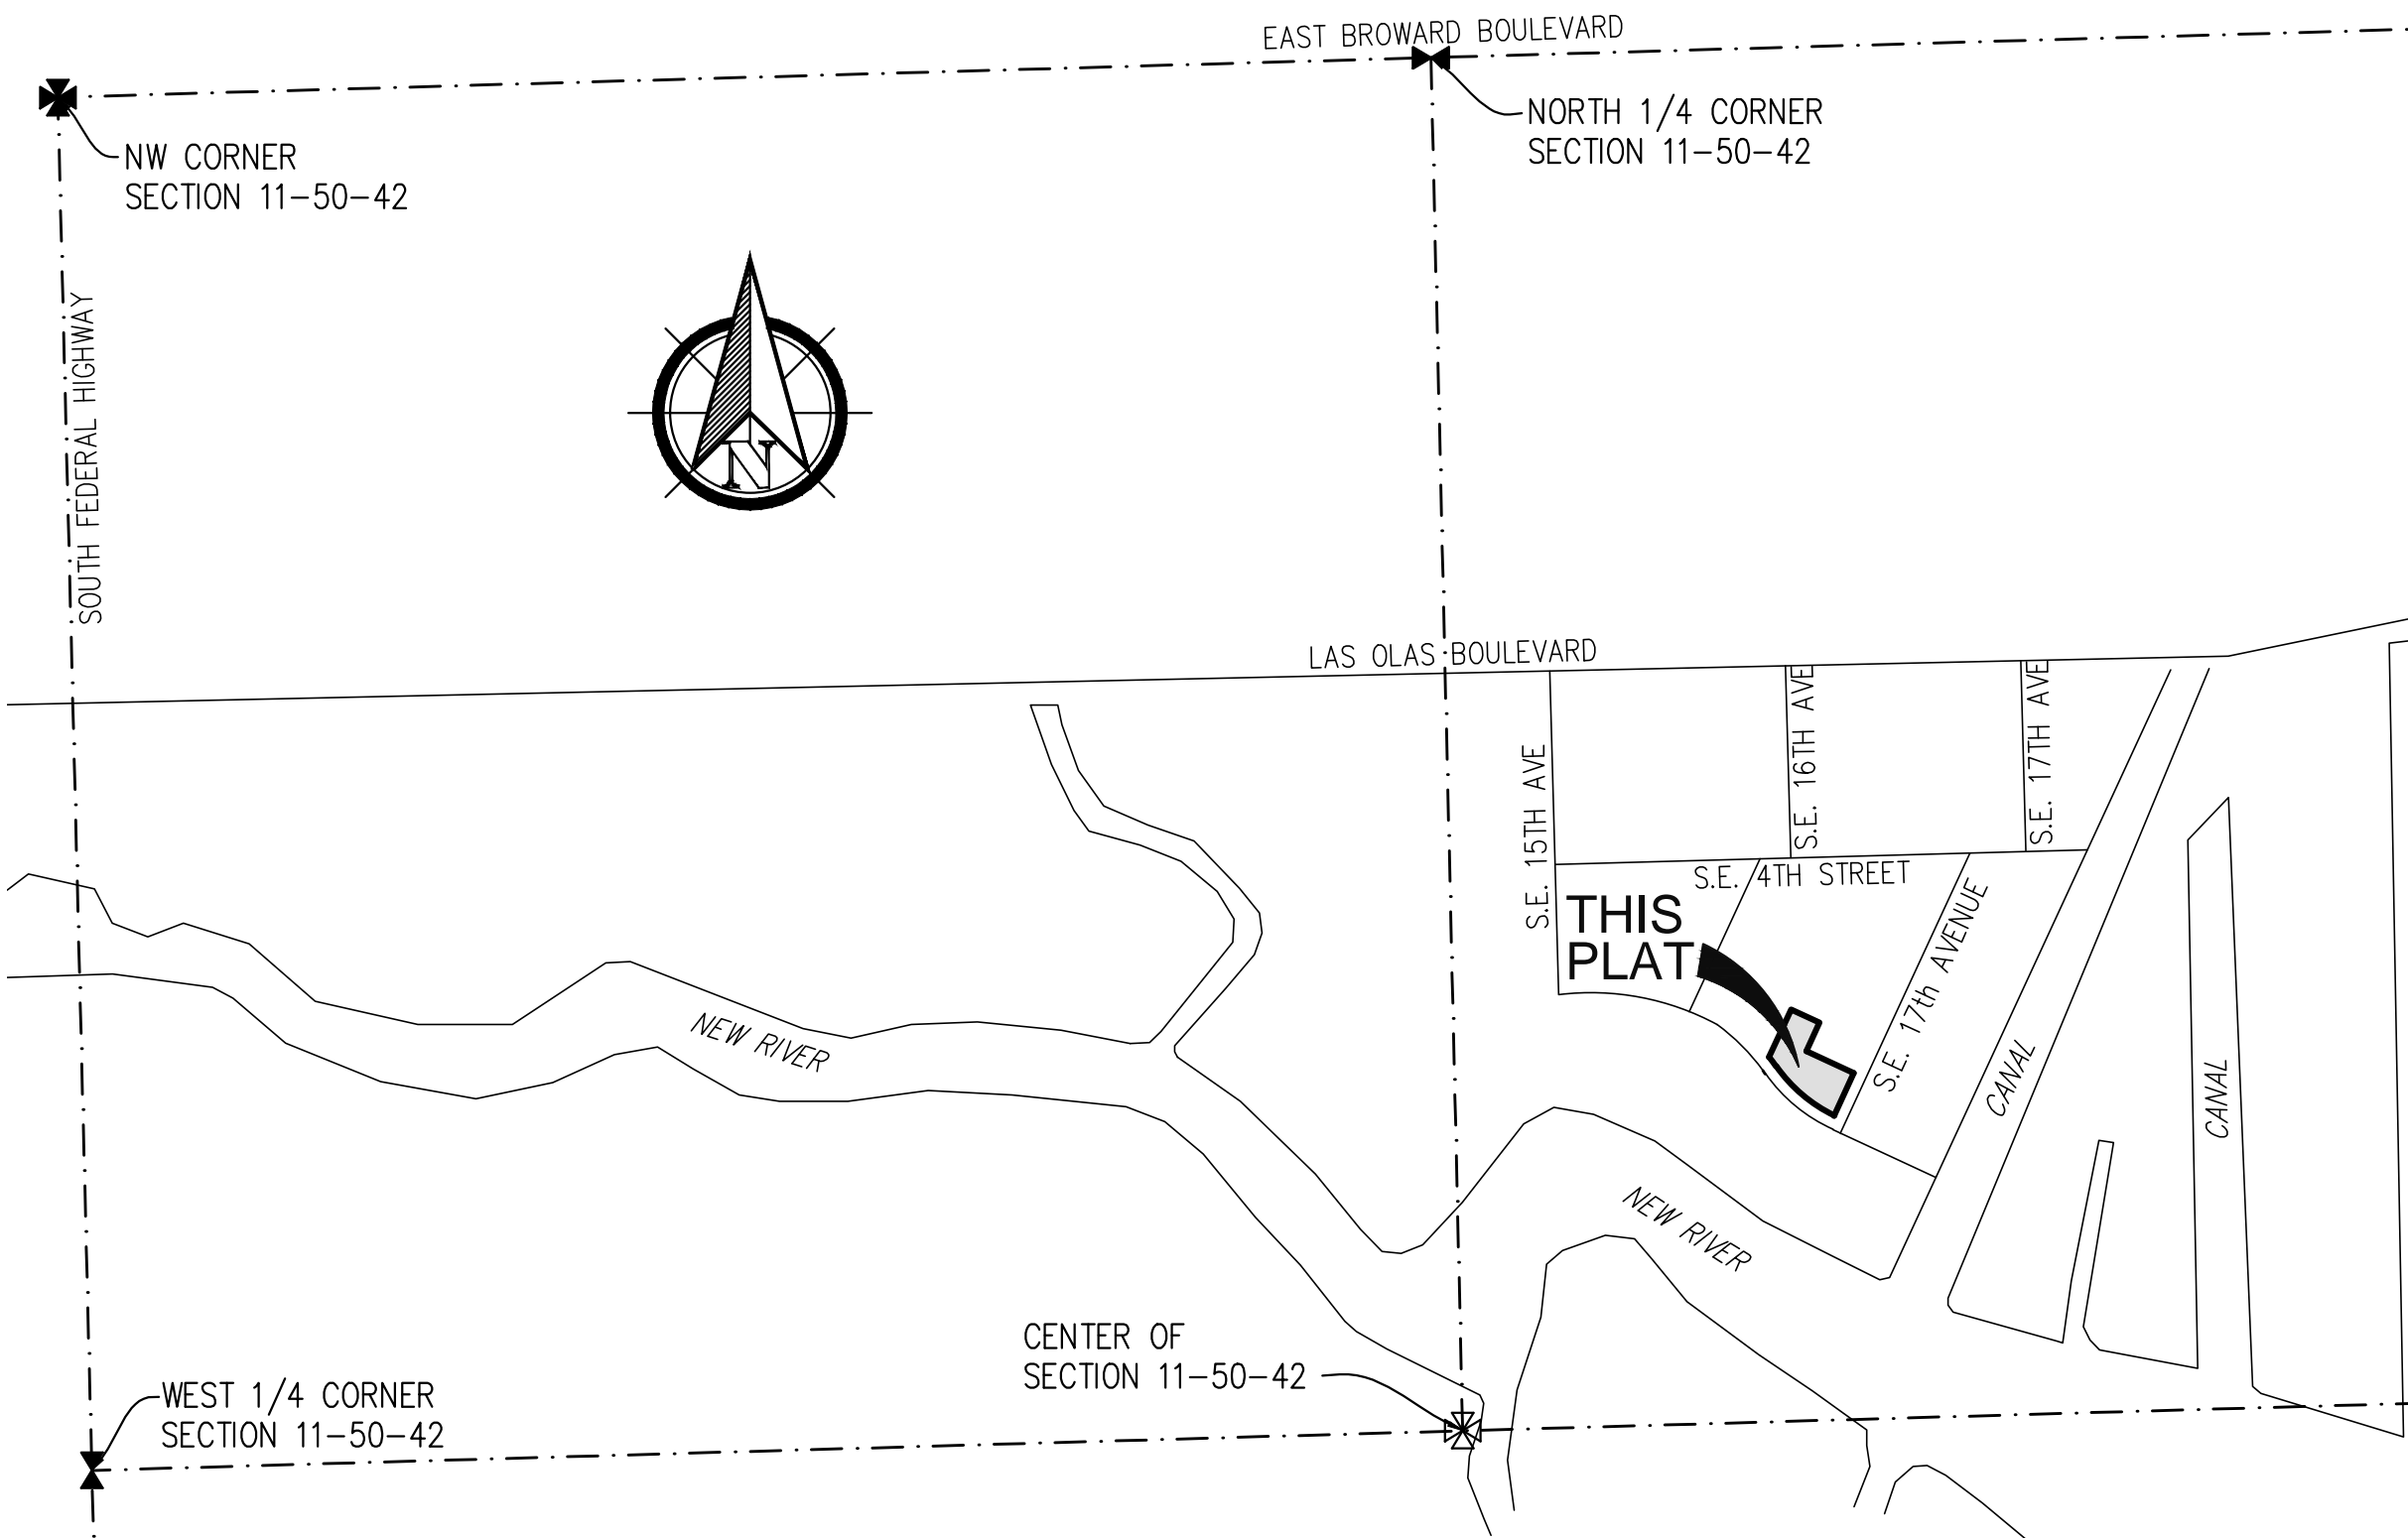 EAST BROWARD BOULEVARD
NW CORNER
SECTION 11-50-42
NORTH 1/4 CORNER
SECTION 11-50-42
SOUTH FEDERAL HIGHWAY
N
LAS OLAS BOULEVARD
S.E. 15TH AVE
S.E. 16TH AVE
S.E. 17TH AVE
S.E. 4TH STREET
THIS
PLAT
S.E. 17th AVENUE
CANAL
CANAL
NEW RIVER
NEW RIVER
CENTER OF
SECTION 11-50-42
WEST 1/4 CORNER
SECTION 11-50-42